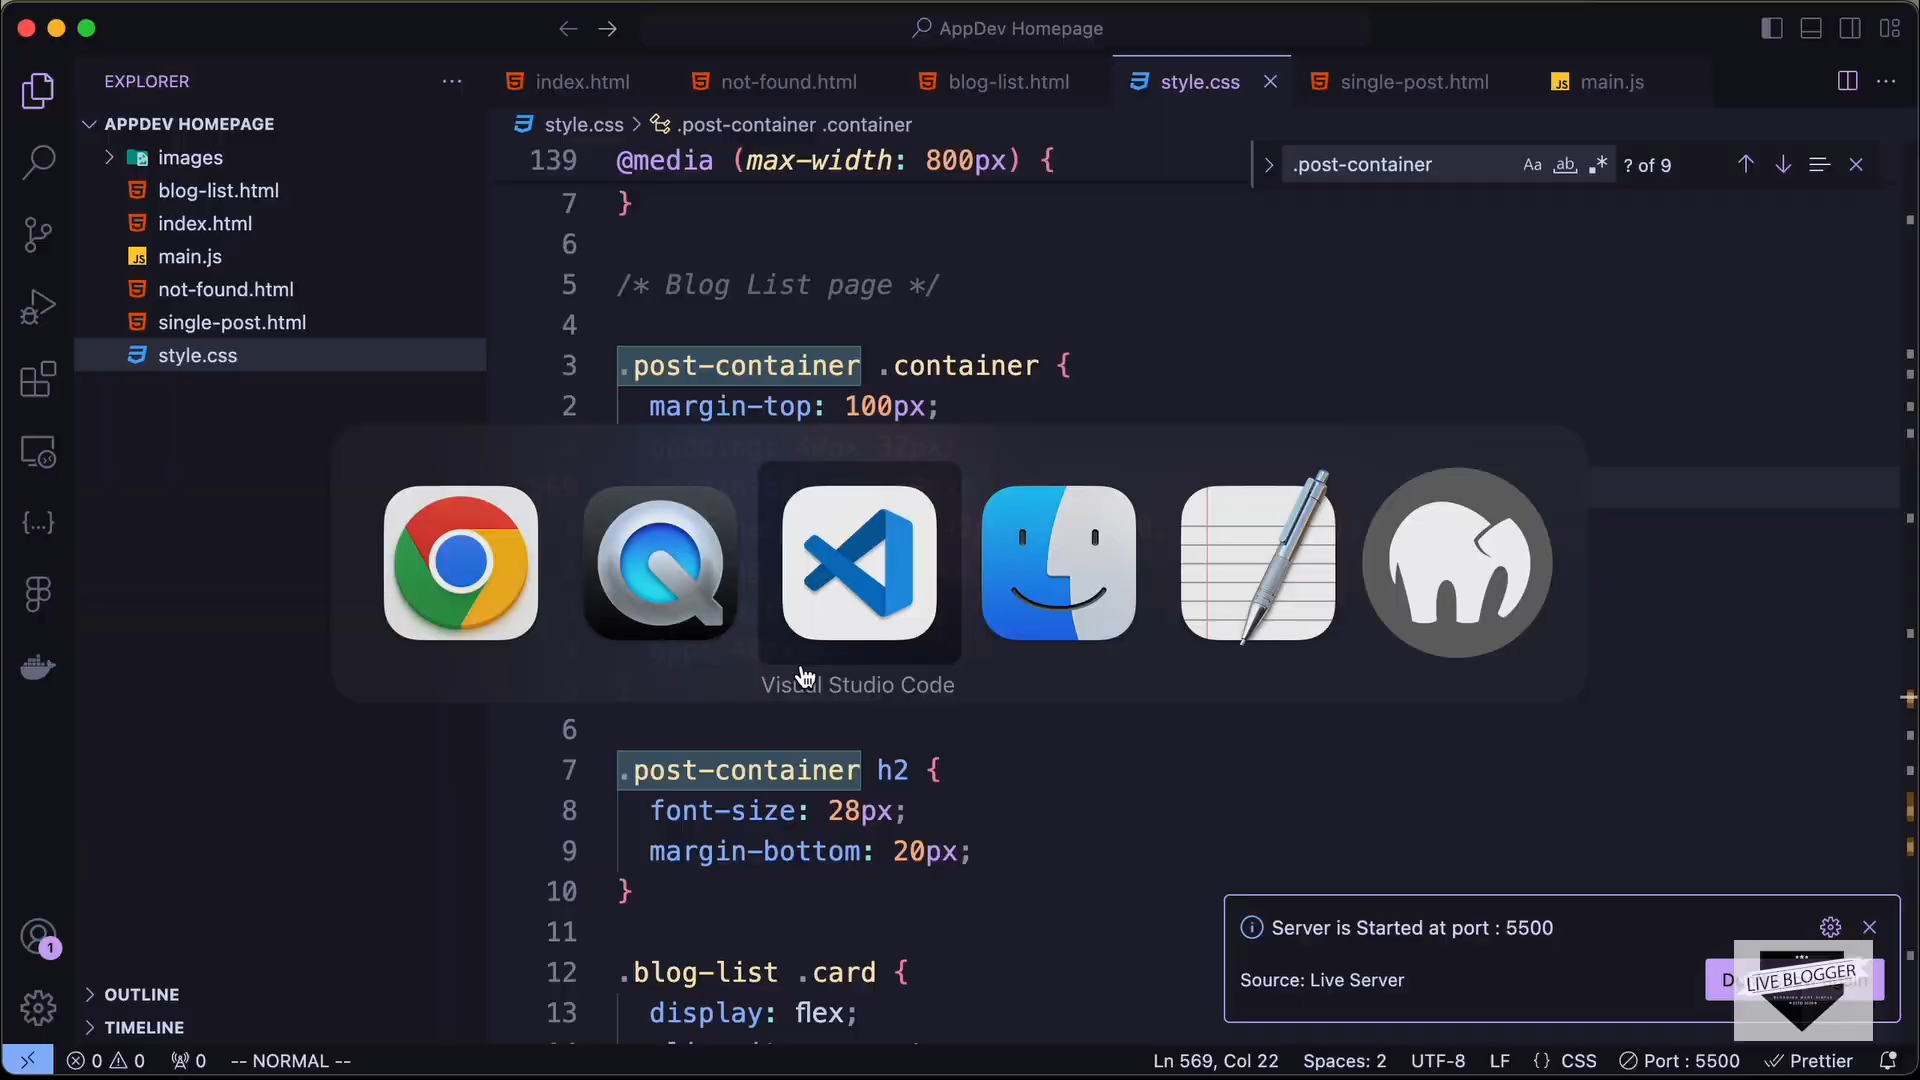 AppDev Homepage
EXPLORER
index.html
not-found.html
blog-list.html
style.css
single-post.html
JS main.js
APPDEV HOMEPAGE
images
blog-list.html
index.html
JS main.js
not-found.html
single-post.html
style.css
style.css > .post-container .container
139 @media (max-width: 800px) {
.post-container Aa ab ? of 9
7 }
6
5 /* Blog List page */
4
3 .post-container .container {
2 margin-top: 100px;
Visual Studio Code
6
7 .post-container h2 {
8 font-size: 28px;
9 margin-bottom: 20px;
10 }
11
12 .blog-list .card {
13 display: flex;
Server is Started at port : 5500
Source: Live Server
LIVE BLOGGER
1
OUTLINE
TIMELINE
0 0 0 -- NORMAL -- Ln 569, Col 22 Spaces: 2 UTF-8 LF {} CSS Port : 5500 Prettier